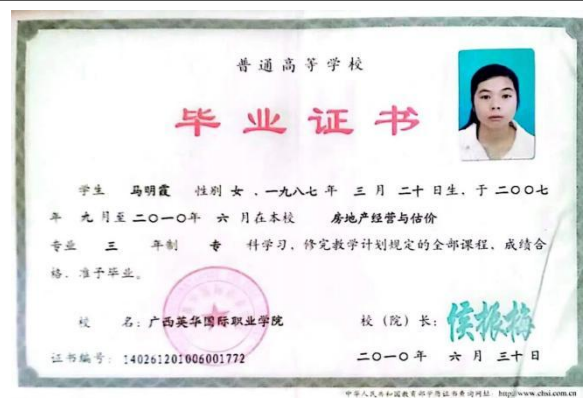 普通高等学校
毕业证书
学生 马明霞 性别 女 ，一九八七 年 三 月 二十 日生，于 二〇〇七
年 九 月至 二〇一〇年 六 月在本校 房地产经营与估价
专业 三 年制 专 科学习，修完教学计划规定的全部课程，成绩合
格，准予毕业。
校 名：广西英华国际职业学院 校（院）长：侯振梅
证书编号：140261201006001772 二〇一〇年 六 月 三十 日
中华人民共和国教育部学历证书查询网址：http://www.chsi.com.cn